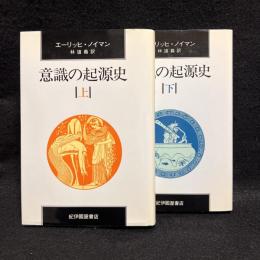 エーリッヒ・ノイマン
林道義訳
意識の起源史
上
紀伊國屋書店
ーリッヒ・ノイマン
林道義訳
の起源史
下
伊國屋書店